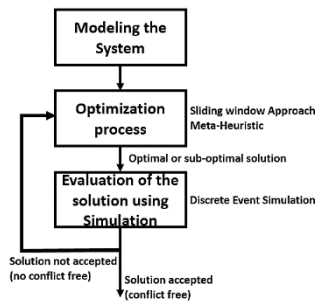 Modeling the
System
Optimization
process
Sliding window Approach
Meta-Heuristic
Optimal or sub-optimal solution
Evaluation of the
solution using
Simulation
Discrete Event Simulation
Solution not accepted
(no conflict free)
Solution accepted
(conflict free)